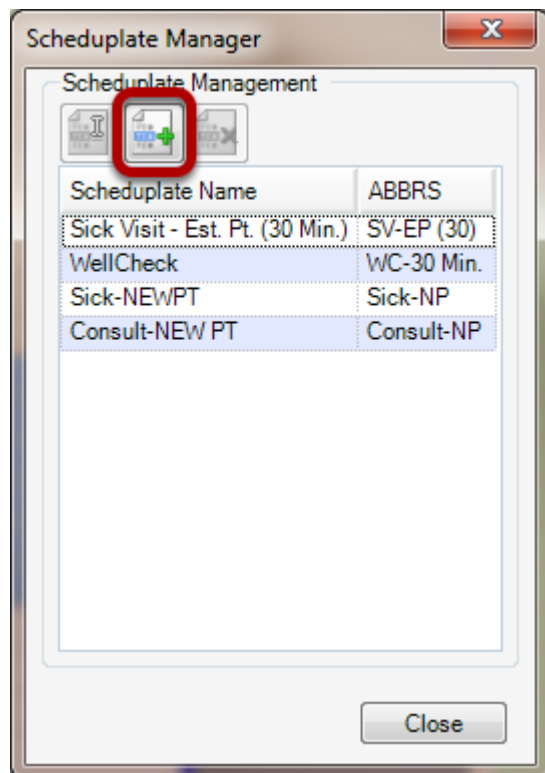 Scheduplate Manager
Scheduplate Management
Scheduplate Name ABBRS
Sick Visit - Est. Pt. (30 Min.) SV-EP (30)
WellCheck WC-30 Min.
Sick-NEWPT Sick-NP
Consult-NEW PT Consult-NP
Close